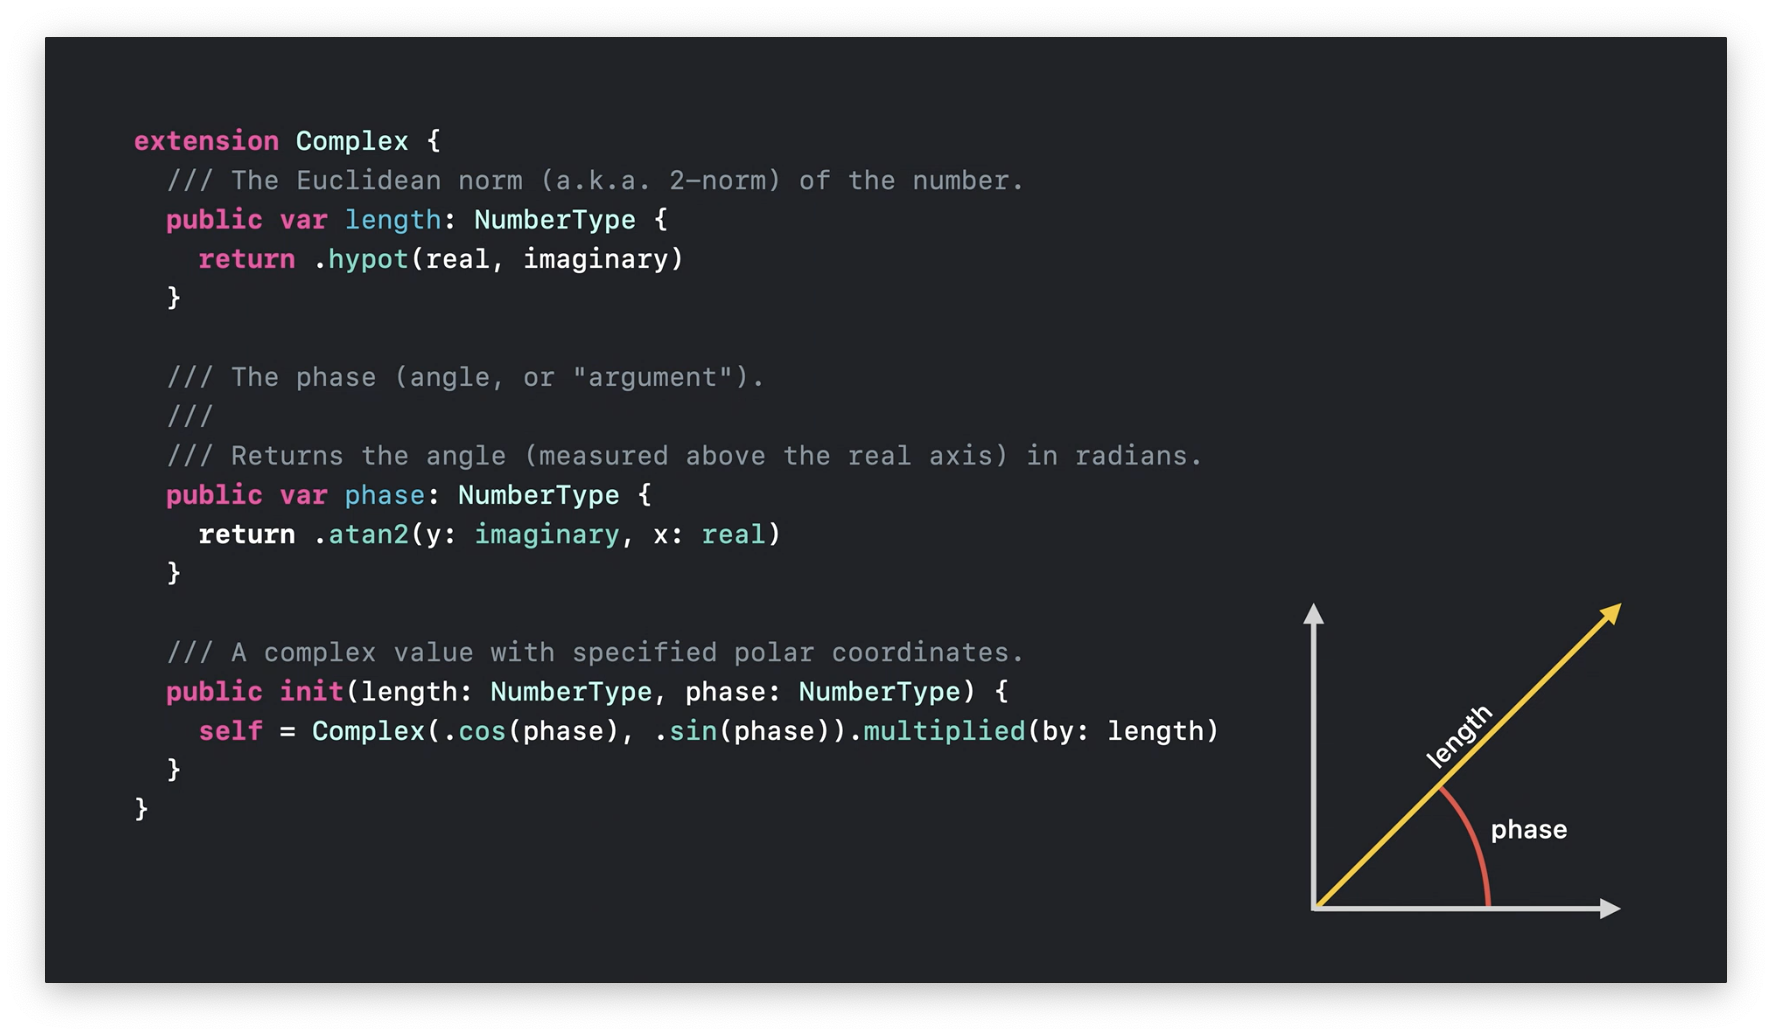 extension Complex {
  /// The Euclidean norm (a.k.a. 2-norm) of the number.
  public var length: NumberType {
    return .hypot(real, imaginary)
  }

  /// The phase (angle, or "argument").
  ///
  /// Returns the angle (measured above the real axis) in radians.
  public var phase: NumberType {
    return .atan2(y: imaginary, x: real)
  }

  /// A complex value with specified polar coordinates.
  public init(length: NumberType, phase: NumberType) {
    self = Complex(.cos(phase), .sin(phase)).multiplied(by: length)
  }
}
length
phase